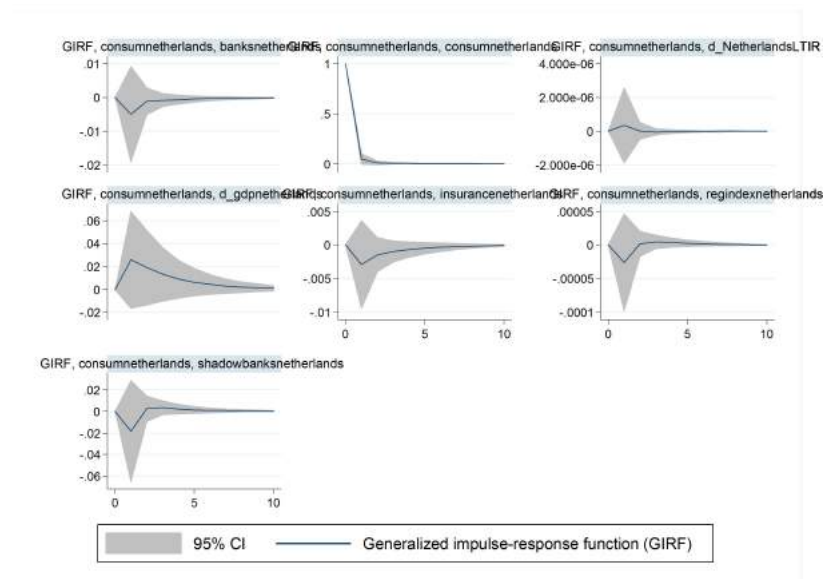 GIRF, consumnetherlands, banksnetherlands
GIRF, consumnetherlands, consumnetherlands
GIRF, consumnetherlands, d_NetherlandsLTIR
.01
0
-.01
-.02
1
.5
0
4.000e-06
2.000e-06
0
-2.000e-06
GIRF, consumnetherlands, d_gdpnetherlands
GIRF, consumnetherlands, insurancenetherlands
GIRF, consumnetherlands, regindexnetherlands
.06
.04
.02
0
-.02
.005
0
-.005
-.01
0 5 10
.00005
0
-.00005
-.0001
0 5 10
GIRF, consumnetherlands, shadowbanksnetherlands
.02
0
-.02
-.04
-.06
0 5 10
95% CI
Generalized impulse-response function (GIRF)